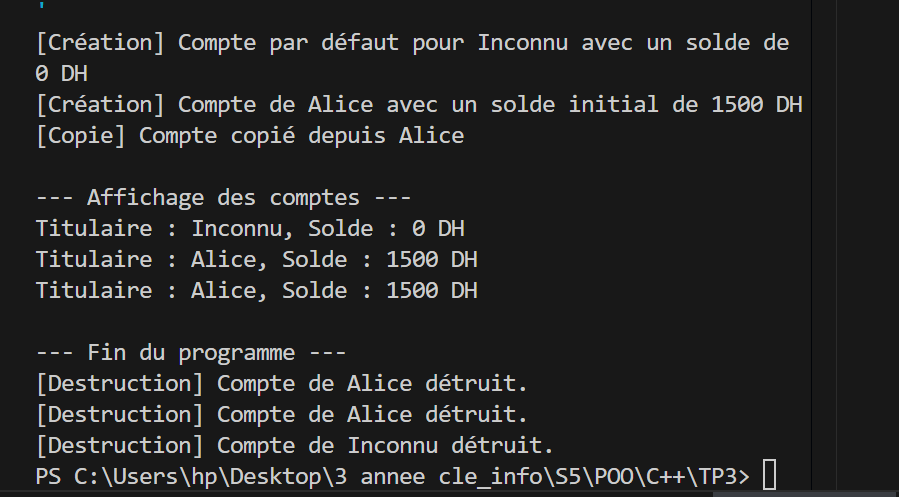 '
[Création] Compte par défaut pour Inconnu avec un solde de
0 DH
[Création] Compte de Alice avec un solde initial de 1500 DH
[Copie] Compte copié depuis Alice
--- Affichage des comptes ---
Titulaire : Inconnu, Solde : 0 DH
Titulaire : Alice, Solde : 1500 DH
Titulaire : Alice, Solde : 1500 DH
--- Fin du programme ---
[Destruction] Compte de Alice détruit.
[Destruction] Compte de Alice détruit.
[Destruction] Compte de Inconnu détruit.
PS C:\Users\hp\Desktop\3 annee cle_info\S5\POO\C++\TP3>